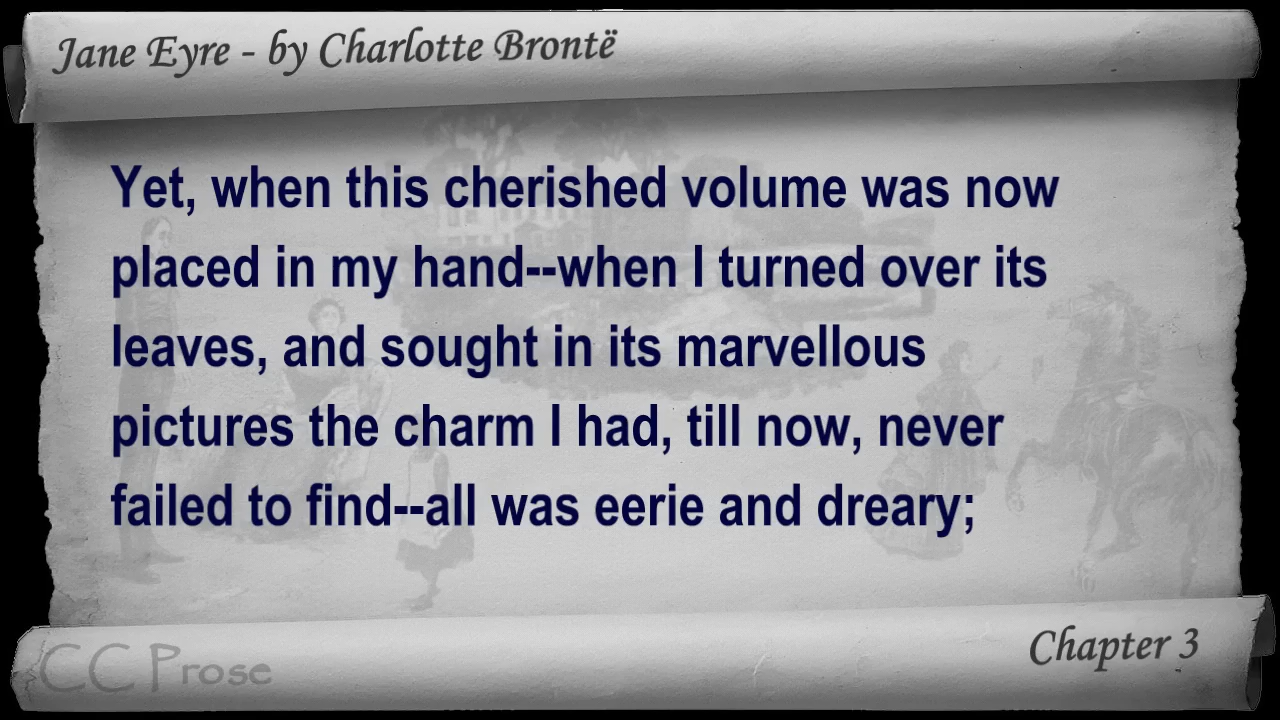 Jane Eyre - by Charlotte Brontë
Yet, when this cherished volume was now
placed in my hand--when I turned over its
leaves, and sought in its marvellous
pictures the charm I had, till now, never
failed to find--all was eerie and dreary;
Chapter 3
CC Prose